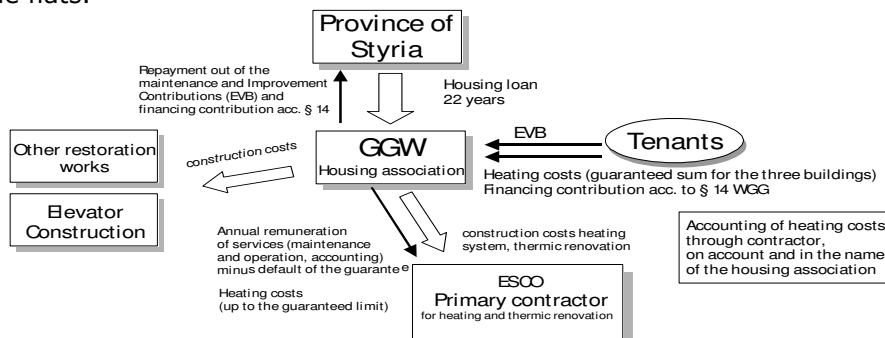 Province of
Styria
Repayment out of the
maintenance and Improvement
Contributions (EVB) and
financing contribution acc. § 14
Housing loan
22 years
Other restoration
works
Elevator
Construction
construction costs
GGW
Housing association
EVB
Tenants
Heating costs (guaranteed sum for the three buildings)
Financing contribution acc. to § 14 WGG
Annual remuneration
of services (maintenance
and operation, accounting)
minus default of the guarantee
Heating costs
(up to the guaranteed limit)
construction costs heating
system, thermic renovation
ESCO
Primary contractor
for heating and thermic renovation
Accounting of heating costs
through contractor,
on account and in the name
of the housing association